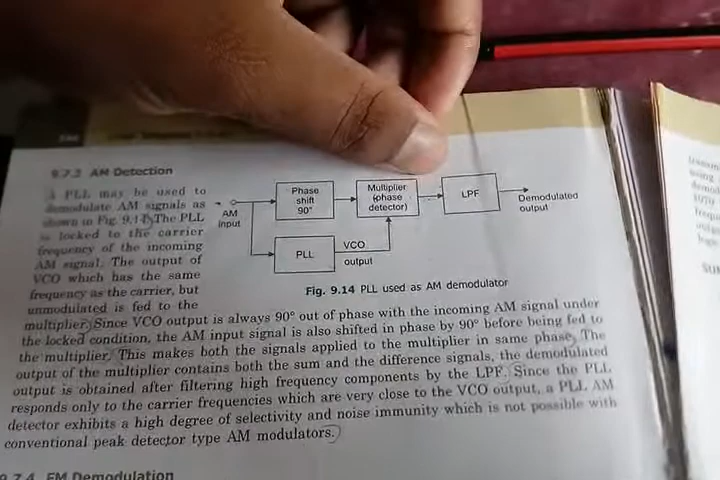 9.7.3 AM Detection
A PLL may be used to
demodulate AM signals as
shown in Fig. 9.14. The PLL
is locked to the carrier
frequency of the incoming
AM signal. The output of
VCO which has the same
frequency as the carrier, but
unmodulated is fed to the
AM
input
Phase
shift
90°
Multiplier
(phase
detector)
LPF
Demodulated
output
PLL
VCO
output
Fig. 9.14 PLL used as AM demodulator
multiplier. Since VCO output is always 90° out of phase with the incoming AM signal under
the locked condition, the AM input signal is also shifted in phase by 90° before being fed to
the multiplier. This makes both the signals applied to the multiplier in same phase. The
output of the multiplier contains both the sum and the difference signals, the demodulated
output is obtained after filtering high frequency components by the LPF. Since the PLL
responds only to the carrier frequencies which are very close to the VCO output, a PLL AM
detector exhibits a high degree of selectivity and noise immunity which is not possible with
conventional peak detector type AM modulators.
9.7.4 FM Demodulation